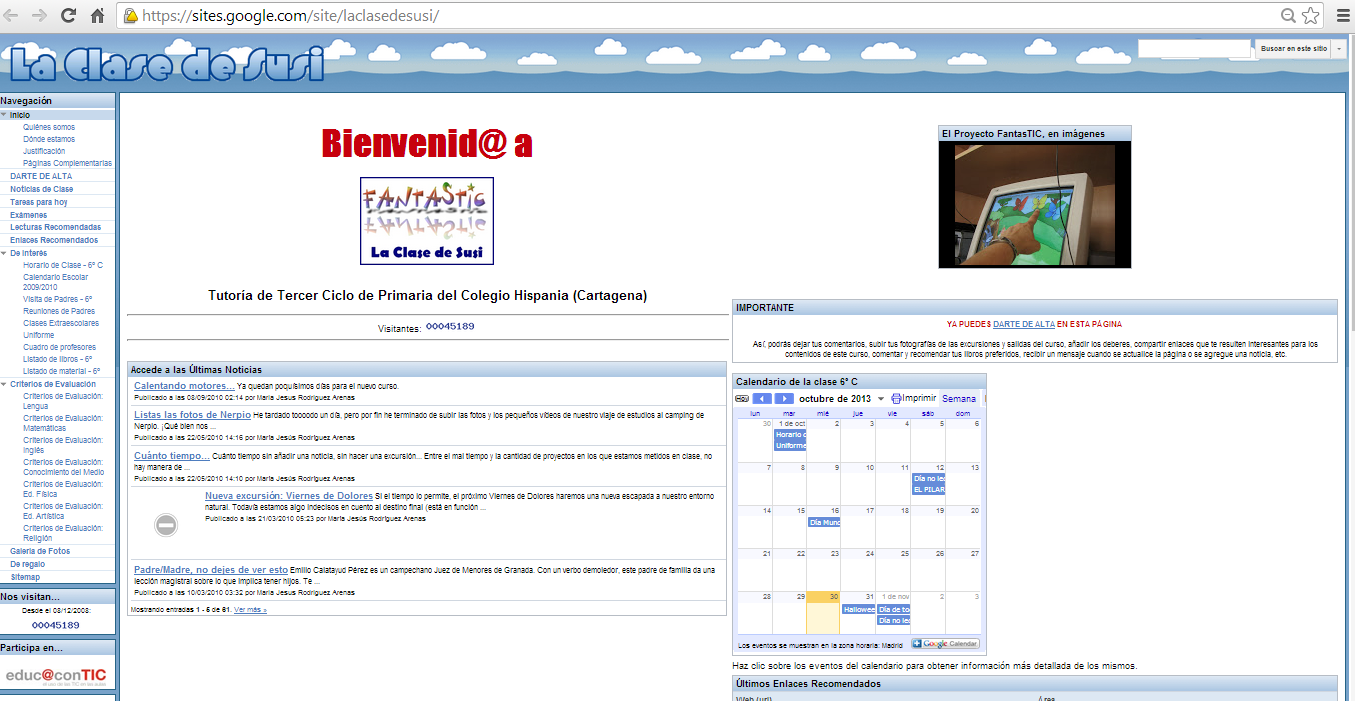 https://sites.google.com/site/laclasedesusi/
La Clase de Susi
Buscar en este sitio
Navegación
Inicio
Quiénes somos
Dónde estamos
Justificación
Páginas Complementarias
DARTE DE ALTA
Noticias de Clase
Tareas para hoy
Exámenes
Lecturas Recomendadas
Enlaces Recomendados
De interés
Horario de Clase - 6º C
Calendario Escolar
2009/2010
Visita de Padres - 6º
Reuniones de Padres
Clases Extraescolares
Uniforme
Cuadro de profesores
Listado de libros - 6º
Listado de material - 6º
Criterios de Evaluación
Criterios de Evaluación:
Lengua
Criterios de Evaluación:
Matemáticas
Criterios de Evaluación:
Inglés
Criterios de Evaluación:
Conocimiento del Medio
Criterios de Evaluación:
Ed. Física
Criterios de Evaluación:
Ed. Artística
Criterios de Evaluación:
Religión
Galería de Fotos
De regalo
Sitemap
Nos visitan...
Desde el 08/12/2008:
00045189
Participa en...
educ@conTIC
Bienvenid@ a
FANTASTIC
La Clase de Susi
Tutoría de Tercer Ciclo de Primaria del Colegio Hispania (Cartagena)
Visitantes: 00045189
Accede a las Últimas Noticias
Calentando motores... Ya quedan poquísimos días para el nuevo curso.
Publicado a las 08/09/2010 02:14 por María Jesús Rodríguez Arenas
Listas las fotos de Nerpio He tardado toooodo un día, pero por fin he terminado de subir las fotos y los pequeños vídeos de nuestro viaje de estudios al camping de
Nerpio. ¡Qué bien nos ...
Publicado a las 22/05/2010 14:16 por María Jesús Rodríguez Arenas
Cuánto tiempo... Cuánto tiempo sin añadir una noticia, sin hacer una excursión... Entre el mal tiempo y la cantidad de proyectos en los que estamos metidos en clase, no
hay manera de ...
Publicado a las 22/05/2010 14:10 por María Jesús Rodríguez Arenas
Nueva excursión: Viernes de Dolores Si el tiempo lo permite, el próximo Viernes de Dolores haremos una nueva escapada a nuestro entorno
natural. Todavía estamos algo indecisos en cuento al destino final (está en función ...
Publicado a las 21/03/2010 05:23 por María Jesús Rodríguez Arenas
Padre/Madre, no dejes de ver esto Emilio Calatayud Pérez es un campechano Juez de Menores de Granada. Con un verbo demoledor, este padre de familia da una
lección magistral sobre lo que implica tener hijos. Te ...
Publicado a las 10/03/2010 03:32 por María Jesús Rodríguez Arenas
Mostrando entradas 1 - 5 de 61. Ver más »
El Proyecto FantasTIC, en imágenes
IMPORTANTE
YA PUEDES DARTE DE ALTA EN ESTA PÁGINA
Así, podrás dejar tus comentarios, subir tus fotografías de las excursiones y salidas del curso, añadir los deberes, compartir enlaces que te resulten interesantes para los
contenidos de este curso, comentar y recomendar tus libros preferidos, recibir un mensaje cuando se actualice la página o se agregue una noticia, etc.
Calendario de la clase 6º C
Hoy octubre de 2013 Imprimir Semana
lun mar mié jue vie sáb dom
30 1 de oct 2 3 4 5 6
Horario c
Uniforme
7 8 9 10 11 12 13
Día no le
EL PILAR
14 15 16 17 18 19 20
Día Mund
21 22 23 24 25 26 27
28 29 30 31 1 de nov 2 3
Hallowee Día de to
Día no le
Los eventos se muestran en la zona horaria: Madrid Google Calendar
Haz clic sobre los eventos del calendario para obtener información más detallada de los mismos.
Últimos Enlaces Recomendados
Web (url) Área